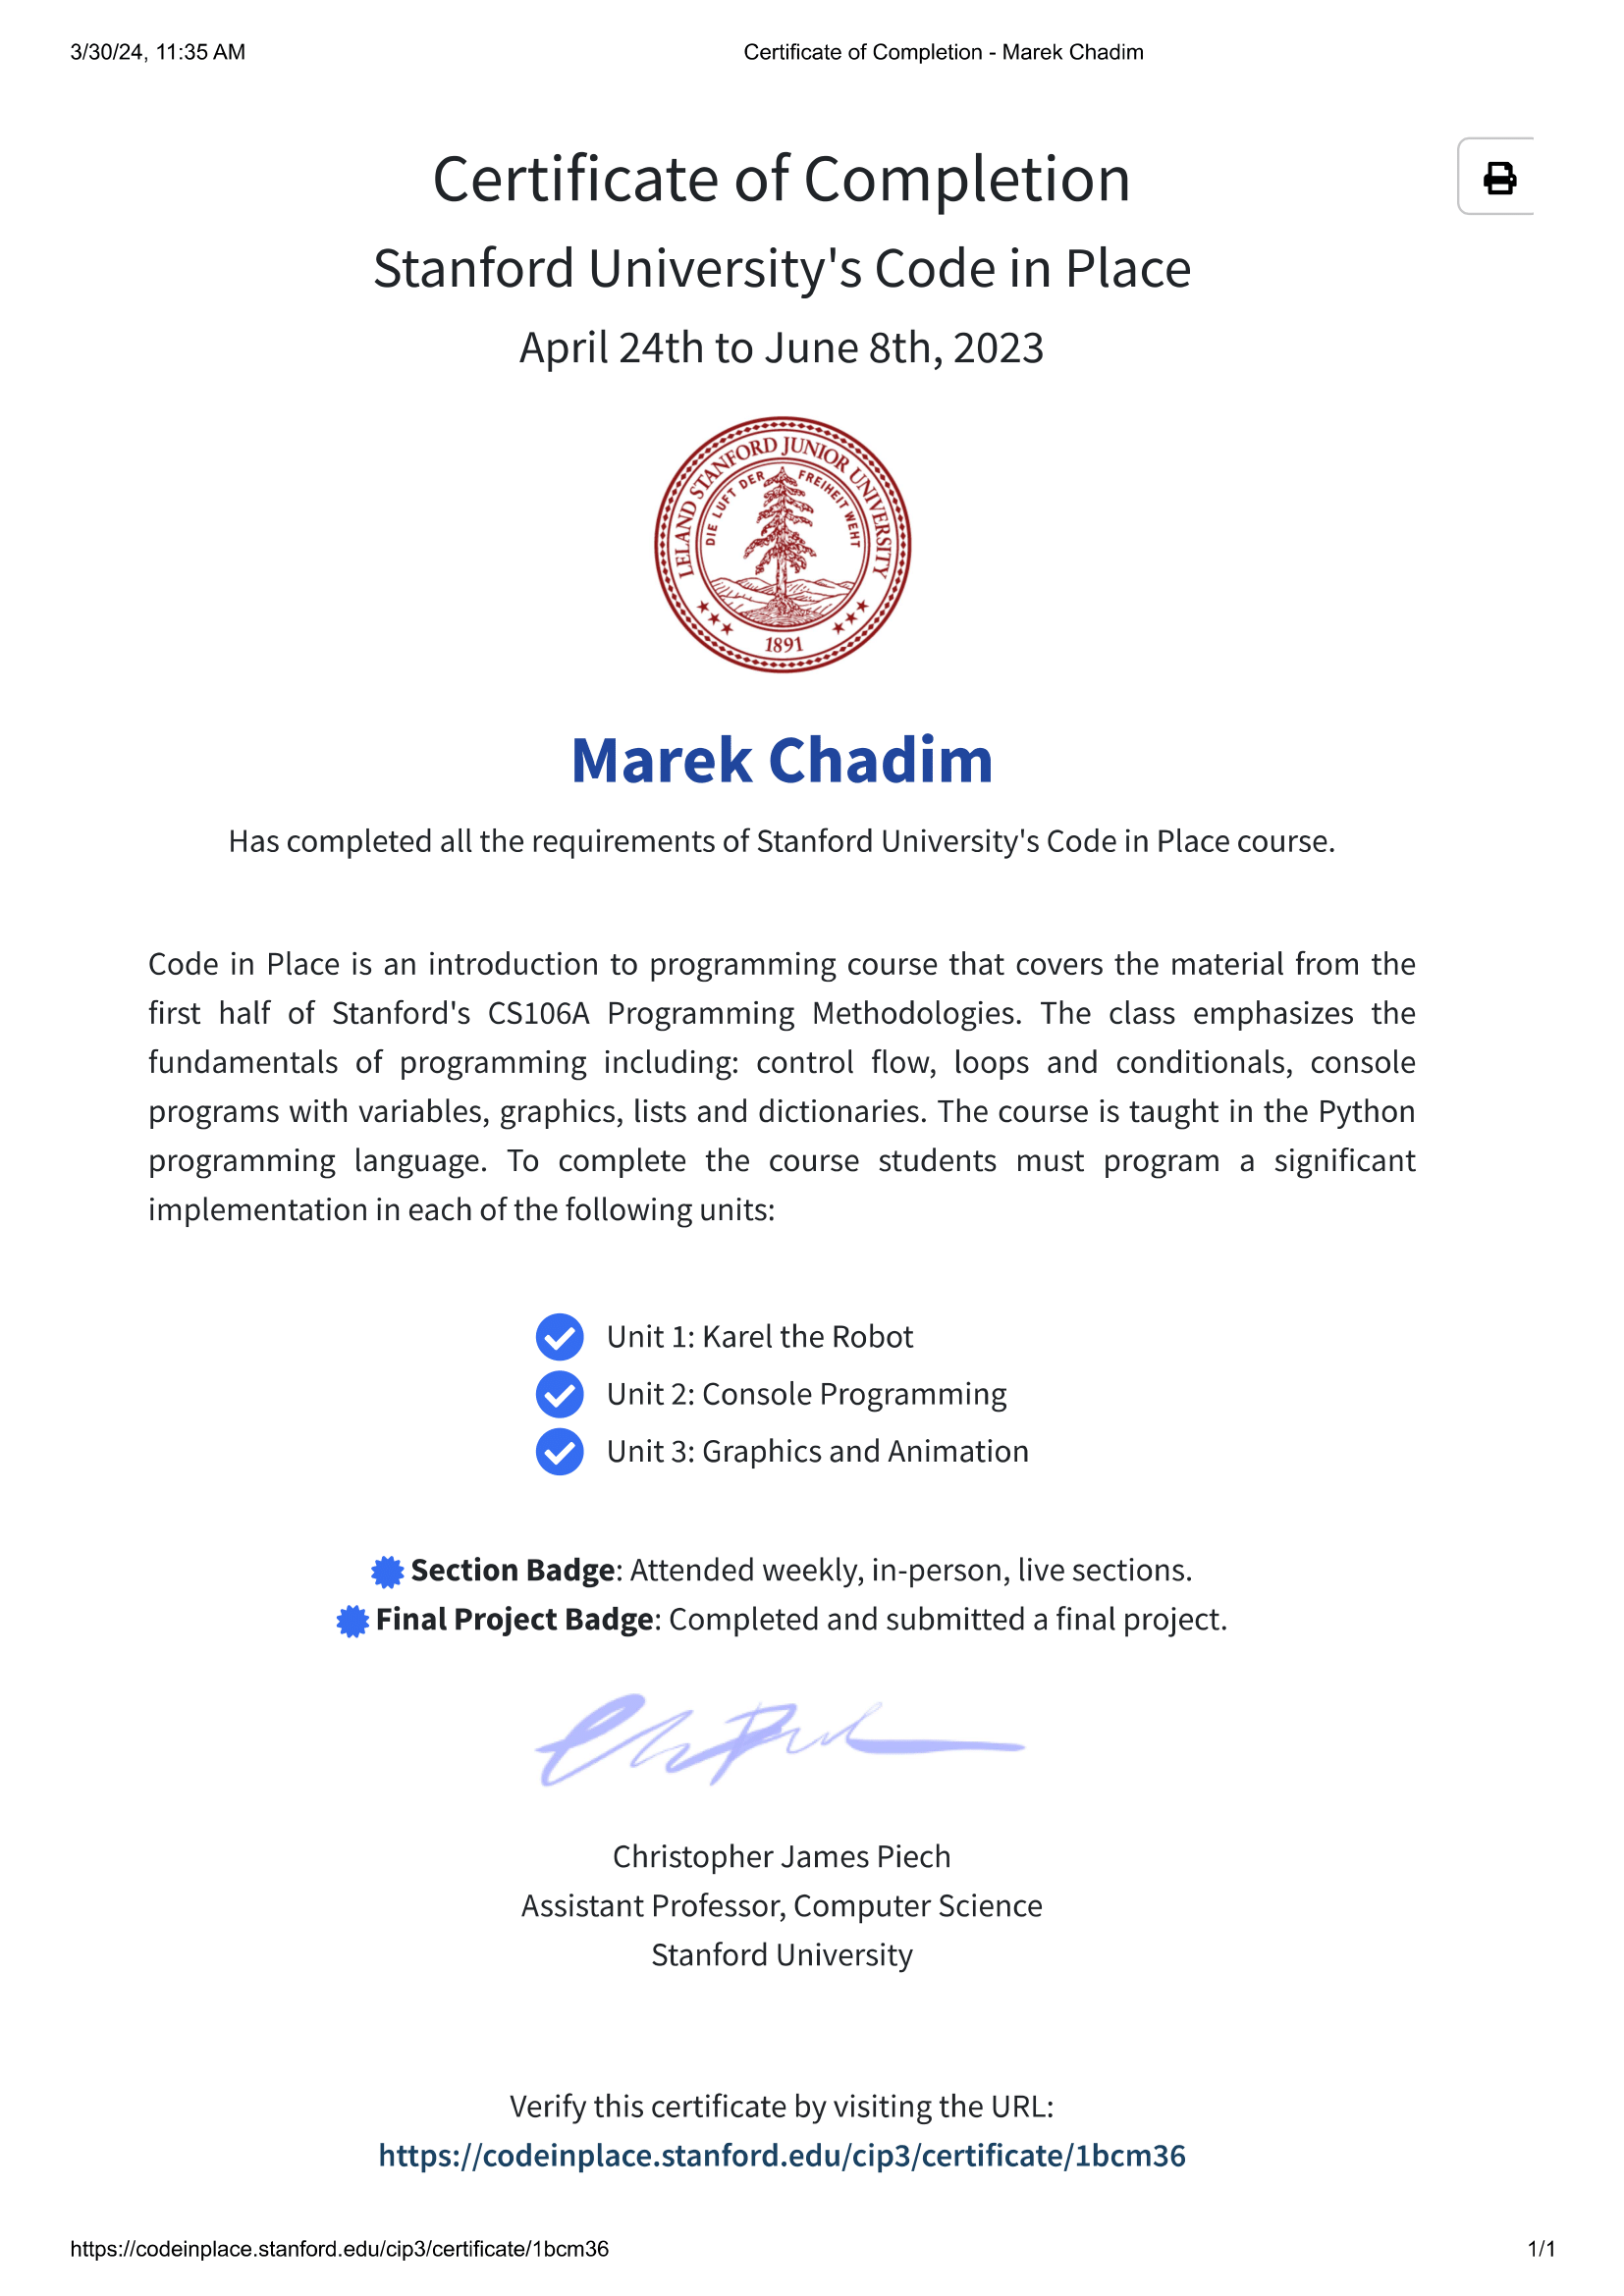 3/30/24, 11:35 AM
Certificate of Completion - Marek Chadim
Certificate of Completion
Stanford University's Code in Place
April 24th to June 8th, 2023
LELAND STANFORD JUNIOR UNIVERSITY
DIE LUFT DER FREIHEIT WEHT
1891
Marek Chadim
Has completed all the requirements of Stanford University's Code in Place course.
Code in Place is an introduction to programming course that covers the material from the
first half of Stanford's CS106A Programming Methodologies. The class emphasizes the
fundamentals of programming including: control flow, loops and conditionals, console
programs with variables, graphics, lists and dictionaries. The course is taught in the Python
programming language. To complete the course students must program a significant
implementation in each of the following units:
Unit 1: Karel the Robot
Unit 2: Console Programming
Unit 3: Graphics and Animation
Section Badge: Attended weekly, in-person, live sections.
Final Project Badge: Completed and submitted a final project.
Christopher James Piech
Assistant Professor, Computer Science
Stanford University
Verify this certificate by visiting the URL:
https://codeinplace.stanford.edu/cip3/certificate/1bcm36
https://codeinplace.stanford.edu/cip3/certificate/1bcm36
1/1